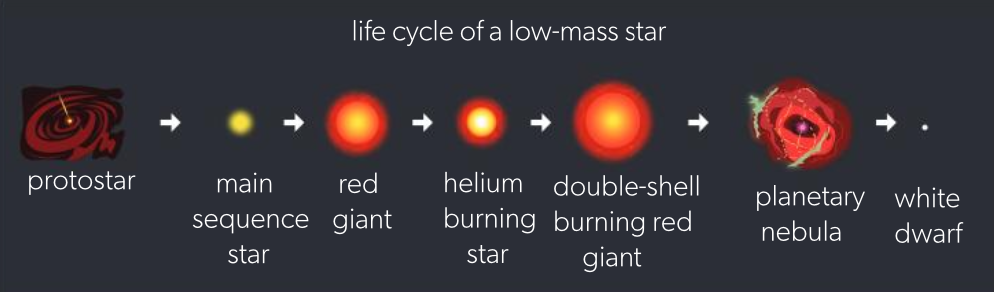 life cycle of a low-mass star
protostar
main
sequence
star
red
giant
helium
burning
star
double-shell
burning red
giant
planetary
nebula
white
dwarf